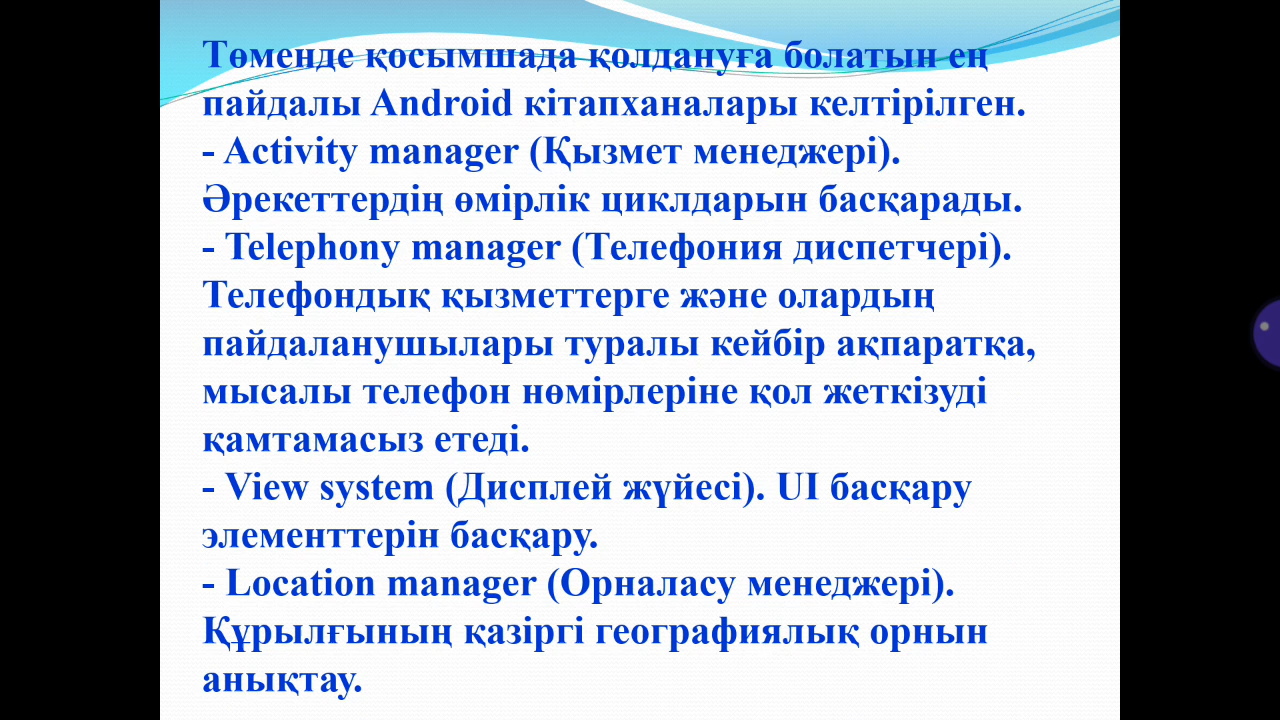 Төменде қосымшада қолдануға болатын ең
пайдалы Android кітапханалары келтірілген.
- Activity manager (Қызмет менеджері).
Әрекеттердің өмірлік циклдарын басқарады.
- Telephony manager (Телефония диспетчері).
Телефондық қызметтерге және олардың
пайдаланушылары туралы кейбір ақпаратқа,
мысалы телефон нөмірлеріне қол жеткізуді
қамтамасыз етеді.
- View system (Дисплей жүйесі). UI басқару
элементтерін басқару.
- Location manager (Орналасу менеджері).
Құрылғының қазіргі географиялық орнын
анықтау.